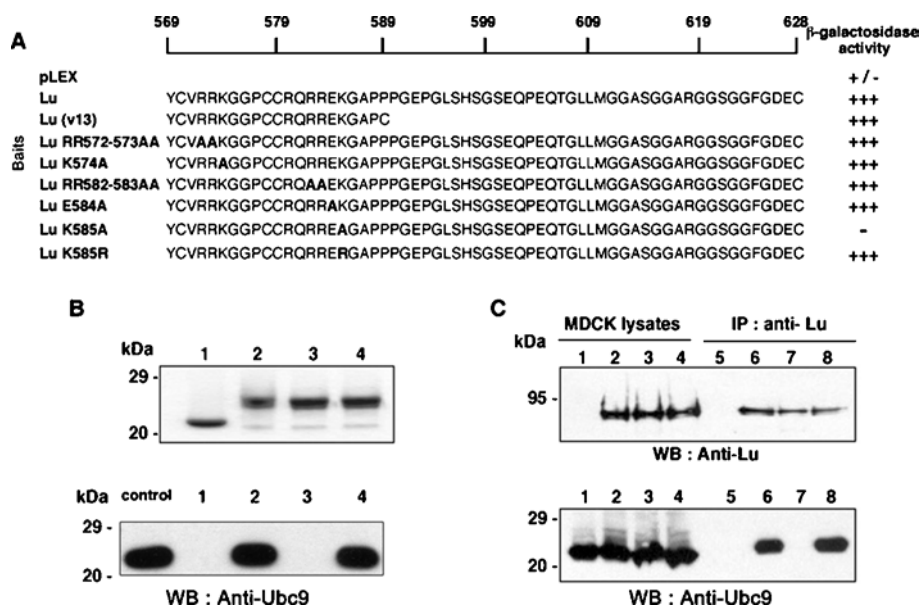 569 579 589 599 609 619 628
A
β-galactosidase
activity
Baits
pLEX + / -
Lu YCVRRKGGPCCRQRREKGAPPPGEPGLSHSGSEQPEQTGLLMGGASGGARGGSGGFGDEC +++
Lu (v13) YCVRRKGGPCCRQRREKGAPC +++
Lu RR572-573AA YCVAAKGGPCCRQRREKGAPPPGEPGLSHSGSEQPEQTGLLMGGASGGARGGSGGFGDEC +++
Lu K574A YCVRRAGGPCCRQRREKGAPPPGEPGLSHSGSEQPEQTGLLMGGASGGARGGSGGFGDEC +++
Lu RR582-583AA YCVRRKGGPCCRQAAEKGAPPPGEPGLSHSGSEQPEQTGLLMGGASGGARGGSGGFGDEC +++
Lu E584A YCVRRKGGPCCRQRRAKGAPPPGEPGLSHSGSEQPEQTGLLMGGASGGARGGSGGFGDEC +++
Lu K585A YCVRRKGGPCCRQRREAGAPPPGEPGLSHSGSEQPEQTGLLMGGASGGARGGSGGFGDEC -
Lu K585R YCVRRKGGPCCRQRRERGAPPPGEPGLSHSGSEQPEQTGLLMGGASGGARGGSGGFGDEC +++
B
kDa 1 2 3 4
29 -
20 -
kDa control 1 2 3 4
29 -
20 -
WB : Anti-Ubc9
C
MDCK lysates IP : anti- Lu
kDa 1 2 3 4 5 6 7 8
95 -
WB : Anti-Lu
kDa 1 2 3 4 5 6 7 8
29 -
20 -
WB : Anti-Ubc9